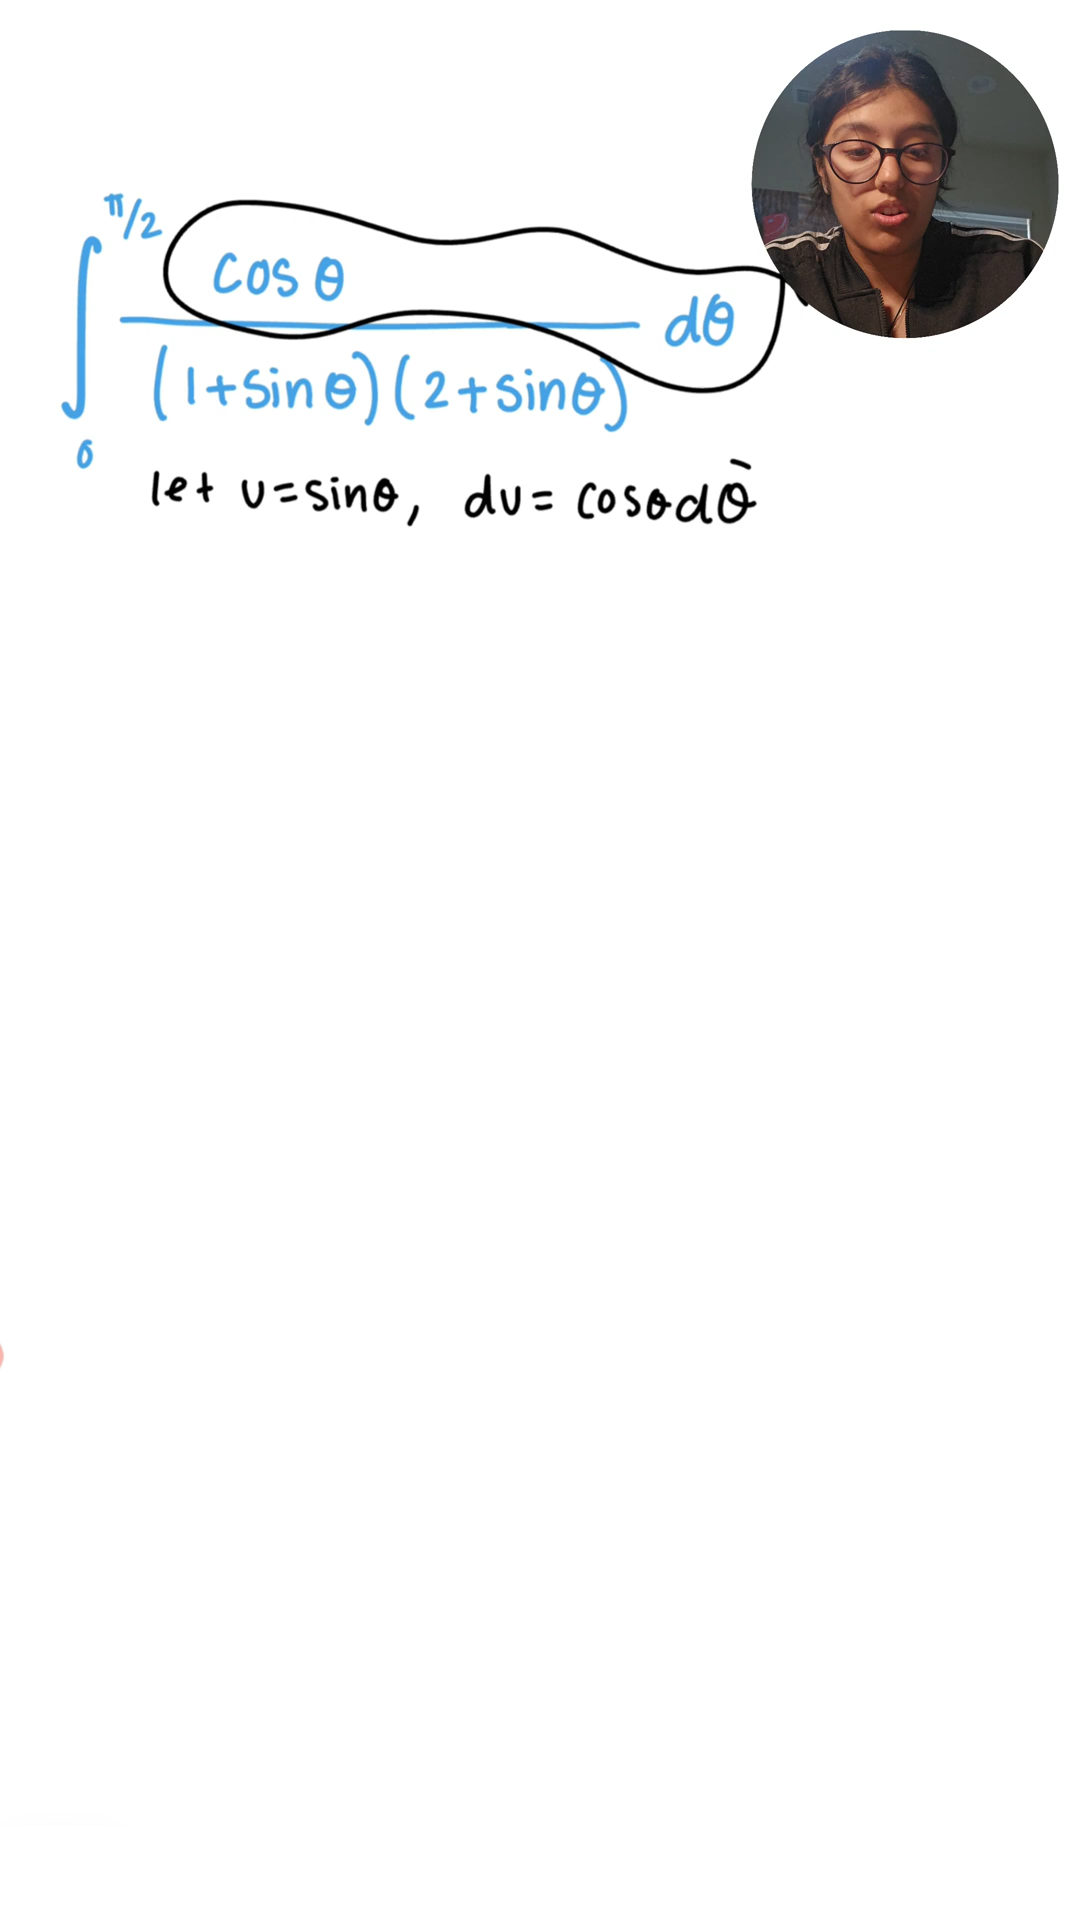 ∫₀^π/2 cos θ / (1+sin θ)(2+sin θ) dθ
let u=sinθ, du= cosθdθ